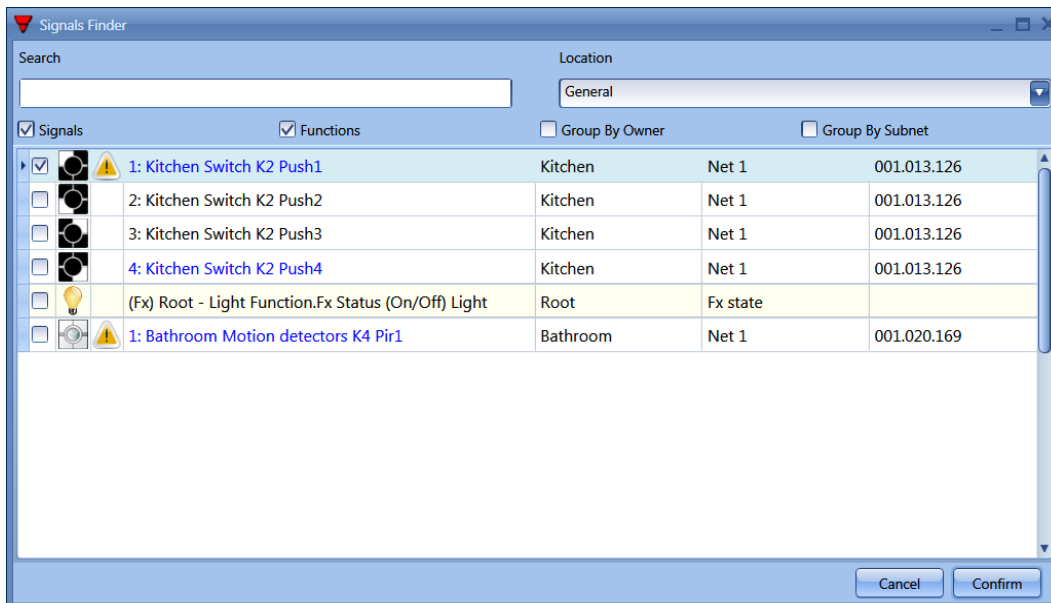 Signals Finder
Search Location
General
Signals Functions Group By Owner Group By Subnet
1: Kitchen Switch K2 Push1 Kitchen Net 1 001.013.126
2: Kitchen Switch K2 Push2 Kitchen Net 1 001.013.126
3: Kitchen Switch K2 Push3 Kitchen Net 1 001.013.126
4: Kitchen Switch K2 Push4 Kitchen Net 1 001.013.126
(Fx) Root - Light Function.Fx Status (On/Off) Light Root Fx state
1: Bathroom Motion detectors K4 Pir1 Bathroom Net 1 001.020.169
Cancel Confirm